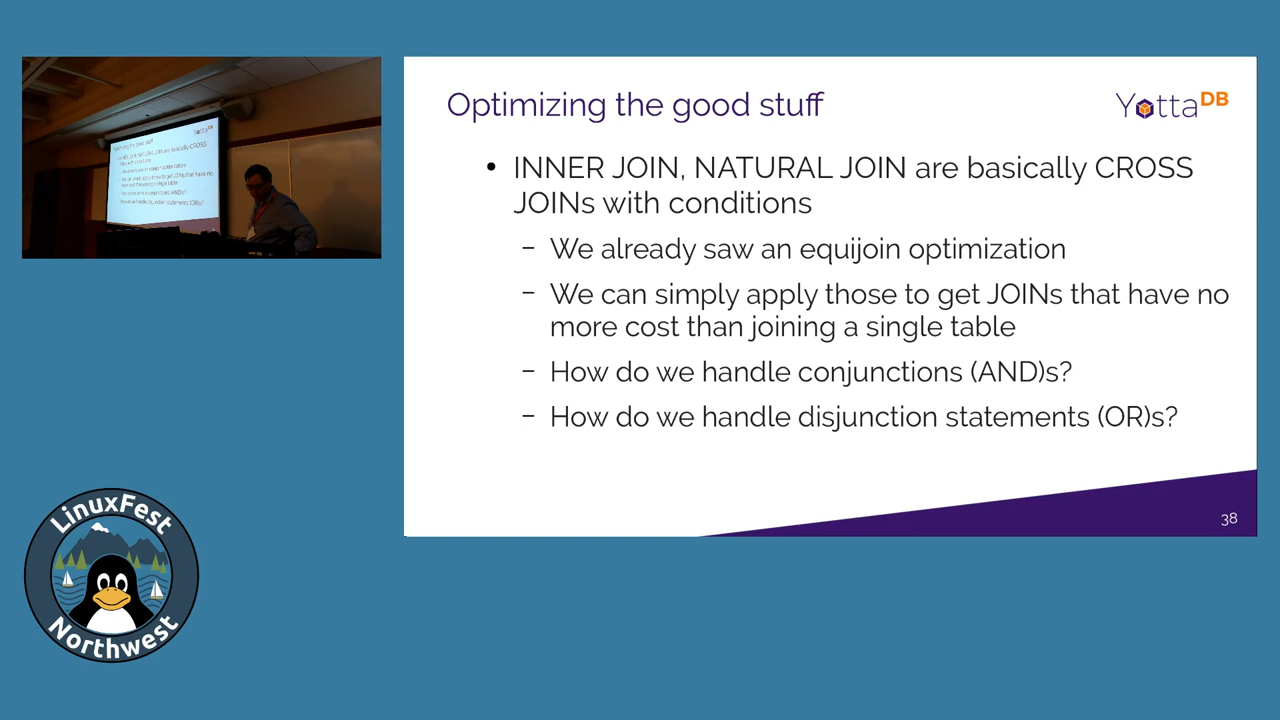 Optimizing the good stuff
YottaDB
• INNER JOIN, NATURAL JOIN are basically CROSS
JOINs with conditions
– We already saw an equijoin optimization
– We can simply apply those to get JOINs that have no
more cost than joining a single table
– How do we handle conjunctions (AND)s?
– How do we handle disjunction statements (OR)s?
38
LinuxFest
Northwest